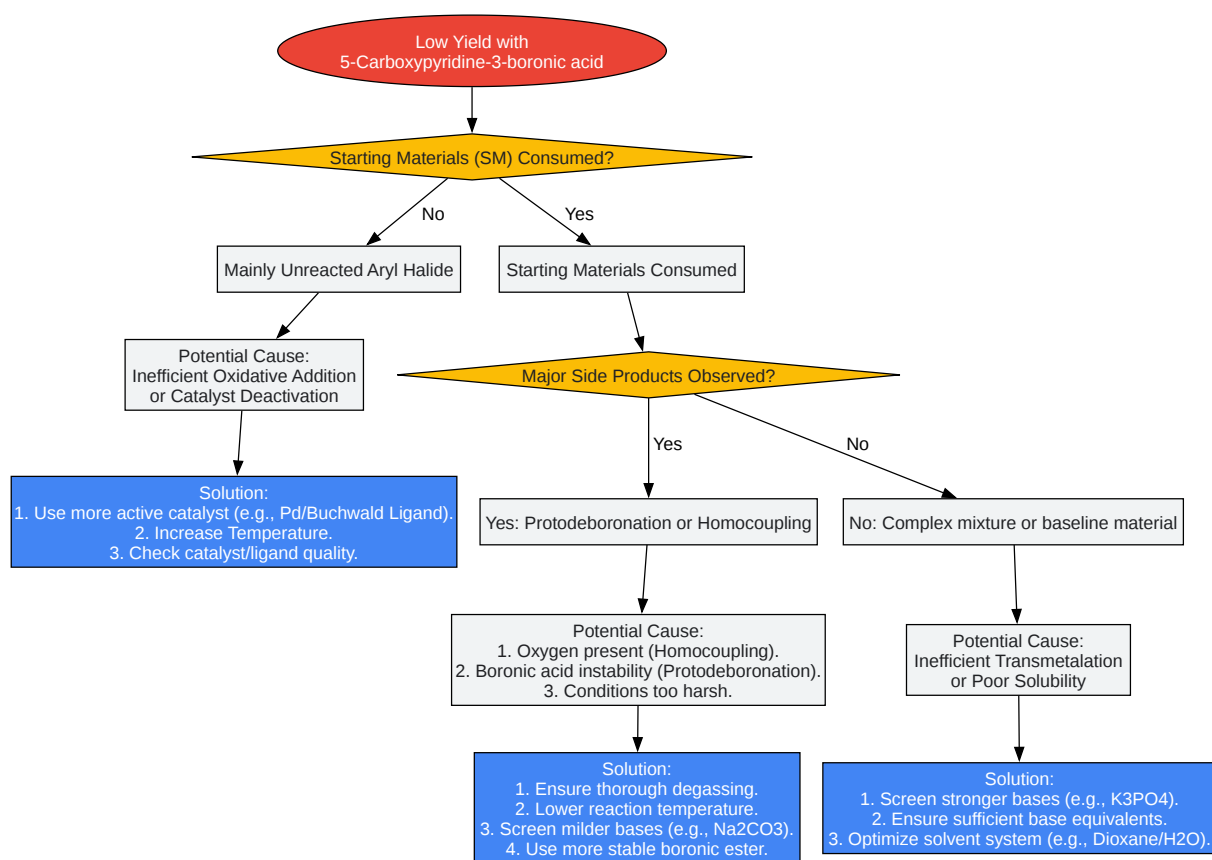 Low Yield with
5-Carboxypyridine-3-boronic acid
Starting Materials (SM) Consumed?
No
Yes
Mainly Unreacted Aryl Halide
Starting Materials Consumed
Potential Cause:
Inefficient Oxidative Addition
or Catalyst Deactivation
Major Side Products Observed?
Yes
No
Solution:
1. Use more active catalyst (e.g., Pd/Buchwald Ligand).
2. Increase Temperature.
3. Check catalyst/ligand quality.
Yes: Protodeboronation or Homocoupling
No: Complex mixture or baseline material
Potential Cause:
1. Oxygen present (Homocoupling).
2. Boronic acid instability (Protodeboronation).
3. Conditions too harsh.
Potential Cause:
Inefficient Transmetalation
or Poor Solubility
Solution:
1. Ensure thorough degassing.
2. Lower reaction temperature.
3. Screen milder bases (e.g., Na2CO3).
4. Use more stable boronic ester.
Solution:
1. Screen stronger bases (e.g., K3PO4).
2. Ensure sufficient base equivalents.
3. Optimize solvent system (e.g., Dioxane/H2O).